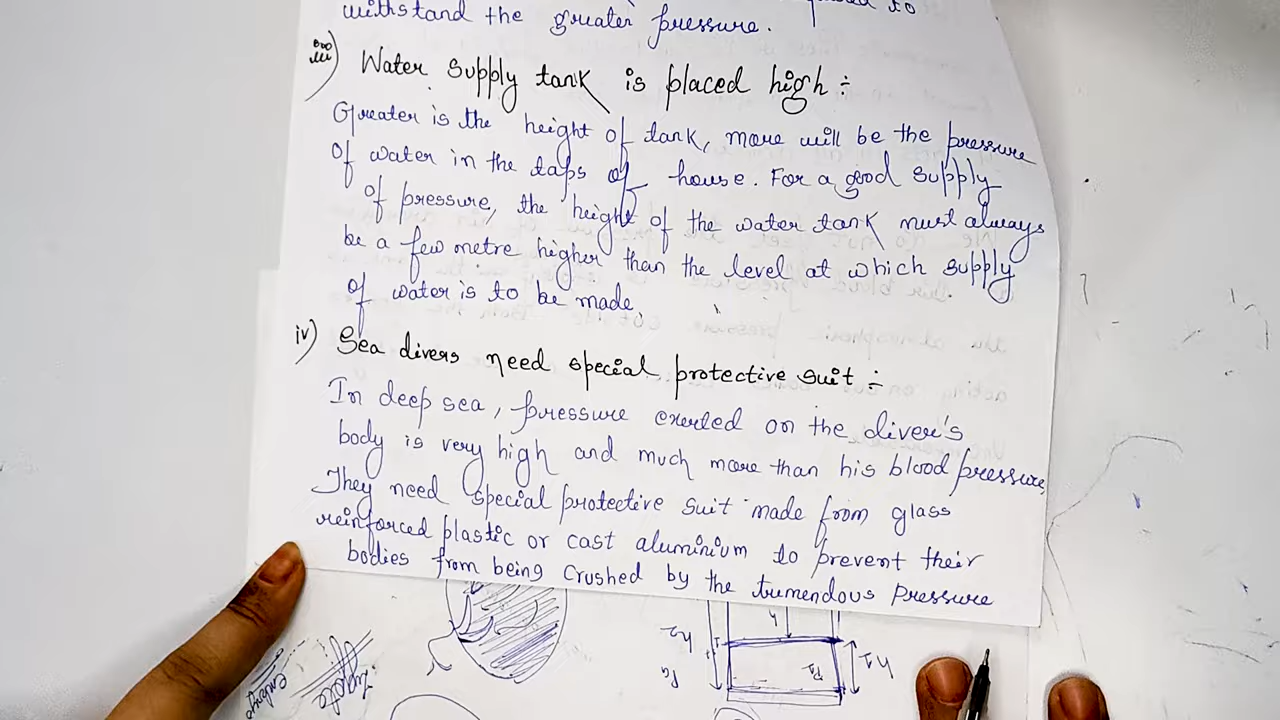 withstand the greater pressure.
iii) Water supply tank is placed high :-
Greater is the height of tank, more will be the pressure
of water in the taps of house. For a good supply
of pressure, the height of the water tank must always
be a few metre higher than the level at which supply
of water is to be made.
iv) Sea divers need special protective suit :-
In deep sea, pressure exerted on the diver's
body is very high and much more than his blood pressure,
They need special protective suit made from glass
reinforced plastic or cast aluminium to prevent their
bodies from being crushed by the tremendous pressure
h
h2
h1
Pa
Zygote
Embryo